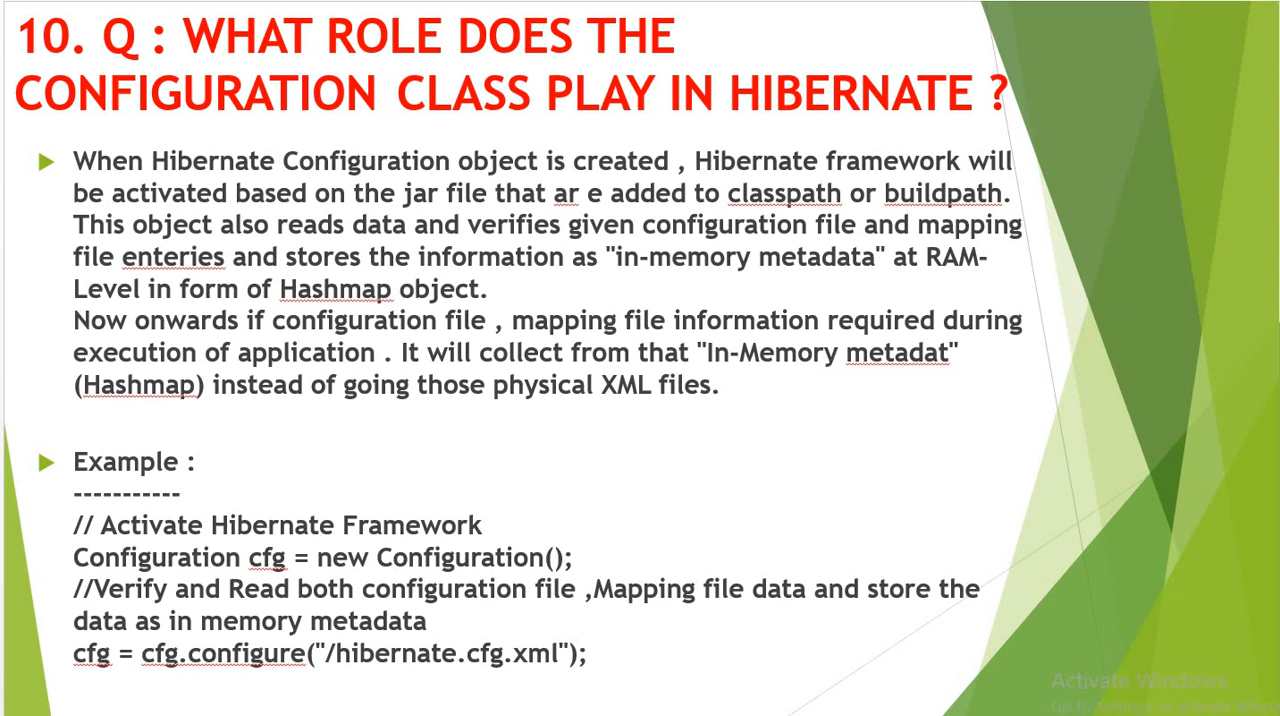 10. Q : WHAT ROLE DOES THE
CONFIGURATION CLASS PLAY IN HIBERNATE ?
When Hibernate Configuration object is created , Hibernate framework will
be activated based on the jar file that ar e added to classpath or buildpath.
This object also reads data and verifies given configuration file and mapping
file enteries and stores the information as "in-memory metadata" at RAM-
Level in form of Hashmap object.
Now onwards if configuration file , mapping file information required during
execution of application . It will collect from that "In-Memory metadat"
(Hashmap) instead of going those physical XML files.
Example :
-----------
// Activate Hibernate Framework
Configuration cfg = new Configuration();
//Verify and Read both configuration file ,Mapping file data and store the
data as in memory metadata
cfg = cfg.configure("/hibernate.cfg.xml");
Activate Windows
Go to Settings to activate